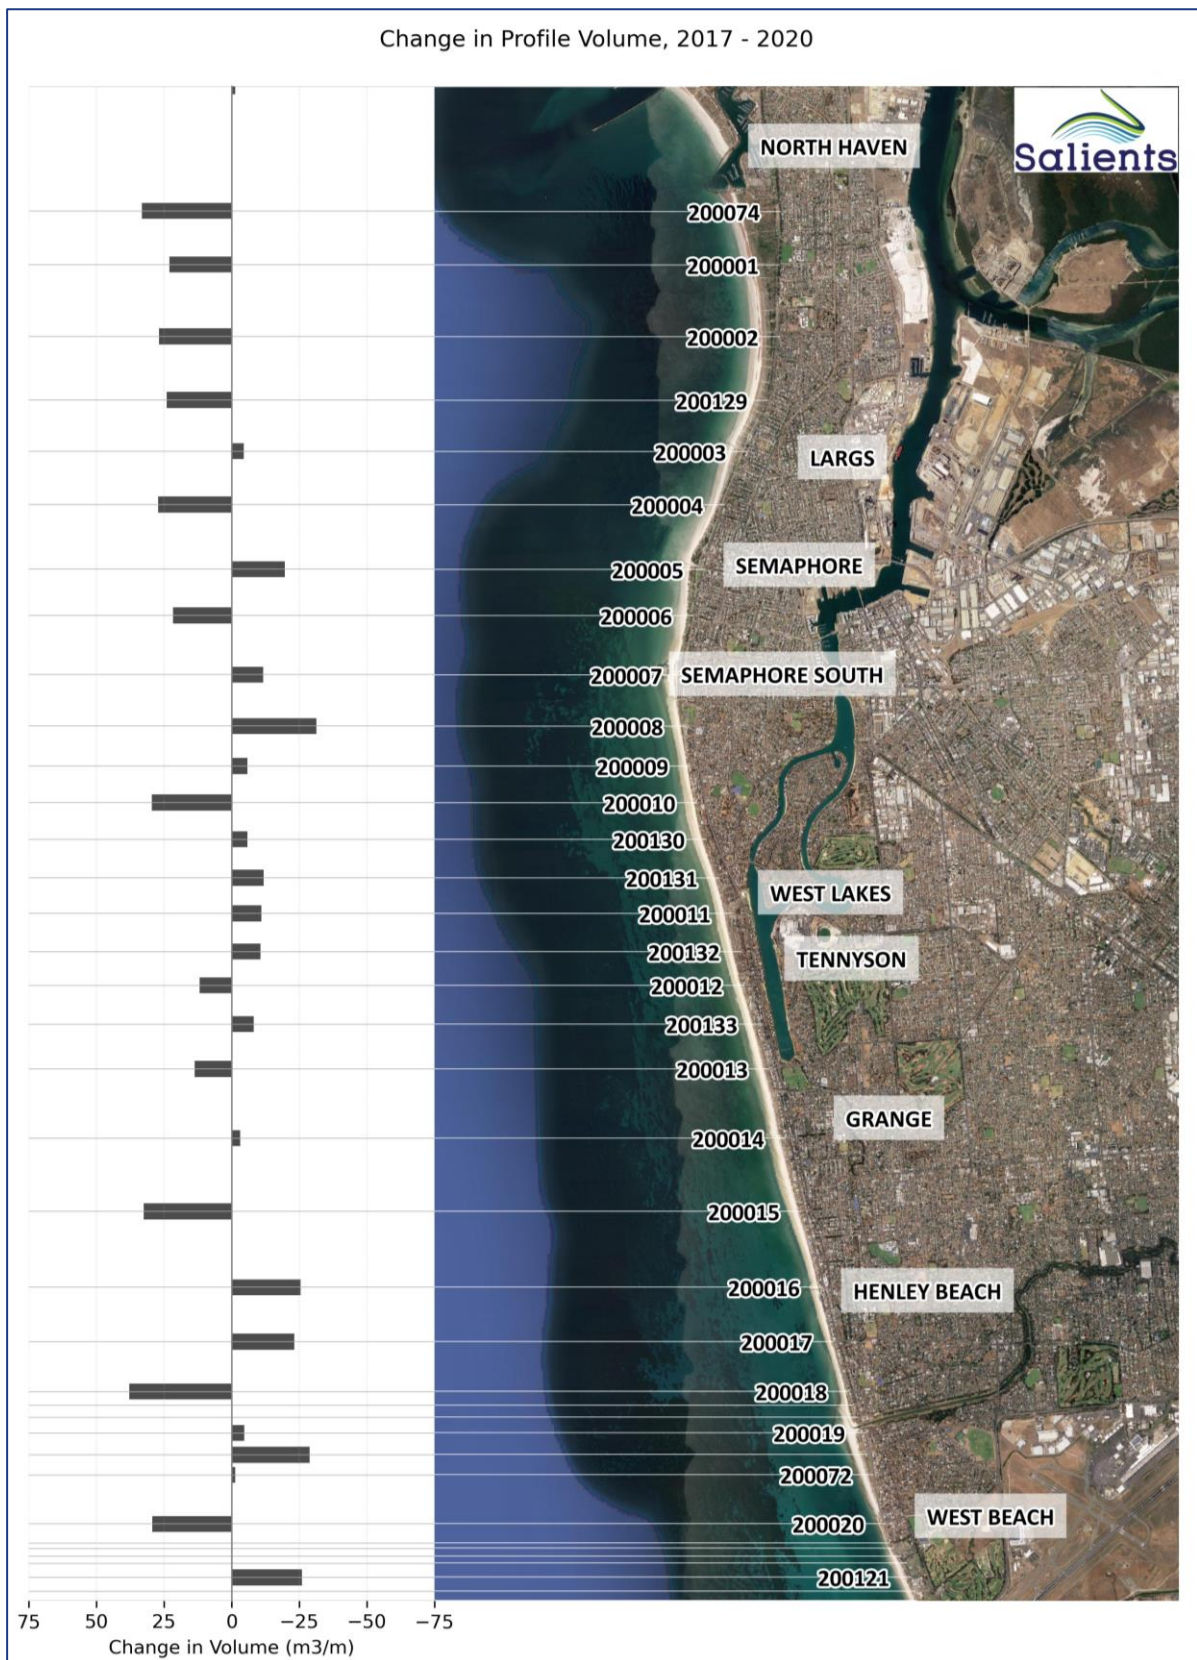 Change in Profile Volume, 2017 - 2020
Salients
NORTH HAVEN
200074
200001
200002
200129
200003
LARGS
200004
SEMAPHORE
200005
200006
200007
SEMAPHORE SOUTH
200008
200009
200010
200130
200131
WEST LAKES
200011
200132
TENNYSON
200012
200133
200013
GRANGE
200014
200015
200016
HENLEY BEACH
200017
200018
200019
200072
WEST BEACH
200020
200121
75 50 25 0 −25 −50 −75
Change in Volume (m3/m)